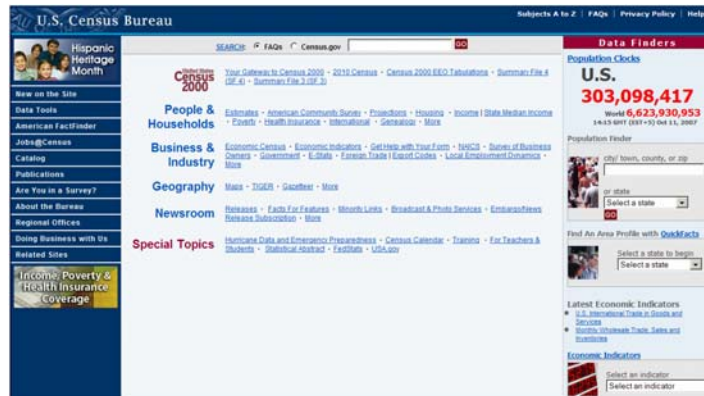 U.S. Census Bureau
Subjects A to Z | FAQs | Privacy Policy | Help
Hispanic
Heritage
Month
New on the Site
Data Tools
American FactFinder
Jobs@Census
Catalog
Publications
Are You in a Survey?
About the Bureau
Regional Offices
Doing Business with Us
Related Sites
Income, Poverty &
Health Insurance
Coverage
SEARCH: FAQs Census.gov GO
United States
Census
2000
Your Gateway to Census 2000 · 2010 Census · Census 2000 EEO Tabulations · Summary File 4
(SF 4) · Summary File 3 (SF 3)
People &
Households
Estimates · American Community Survey · Projections · Housing · Income | State Median Income
· Poverty · Health Insurance · International · Genealogy · More
Business &
Industry
Economic Census · Economic Indicators · Get Help with Your Form · NAICS · Survey of Business
Owners · Government · E-Stats · Foreign Trade | Export Codes · Local Employment Dynamics ·
More
Geography
Maps · TIGER · Gazetteer · More
Newsroom
Releases · Facts For Features · Minority Links · Broadcast & Photo Services · Embargo/News
Release Subscription · More
Special Topics
Hurricane Data and Emergency Preparedness · Census Calendar · Training · For Teachers &
Students · Statistical Abstract · FedStats · USA.gov
Data Finders
Population Clocks
U.S.
303,098,417
World 6,623,930,953
14:15 GMT (EST+5) Oct 11, 2007
Population Finder
city/ town, county, or zip
or state
Select a state
GO
Find An Area Profile with QuickFacts
Select a state to begin
Select a state
Latest Economic Indicators
U.S. International Trade in Goods and
Services
Monthly Wholesale Trade: Sales and
Inventories
Economic Indicators
Select an indicator
Select an indicator